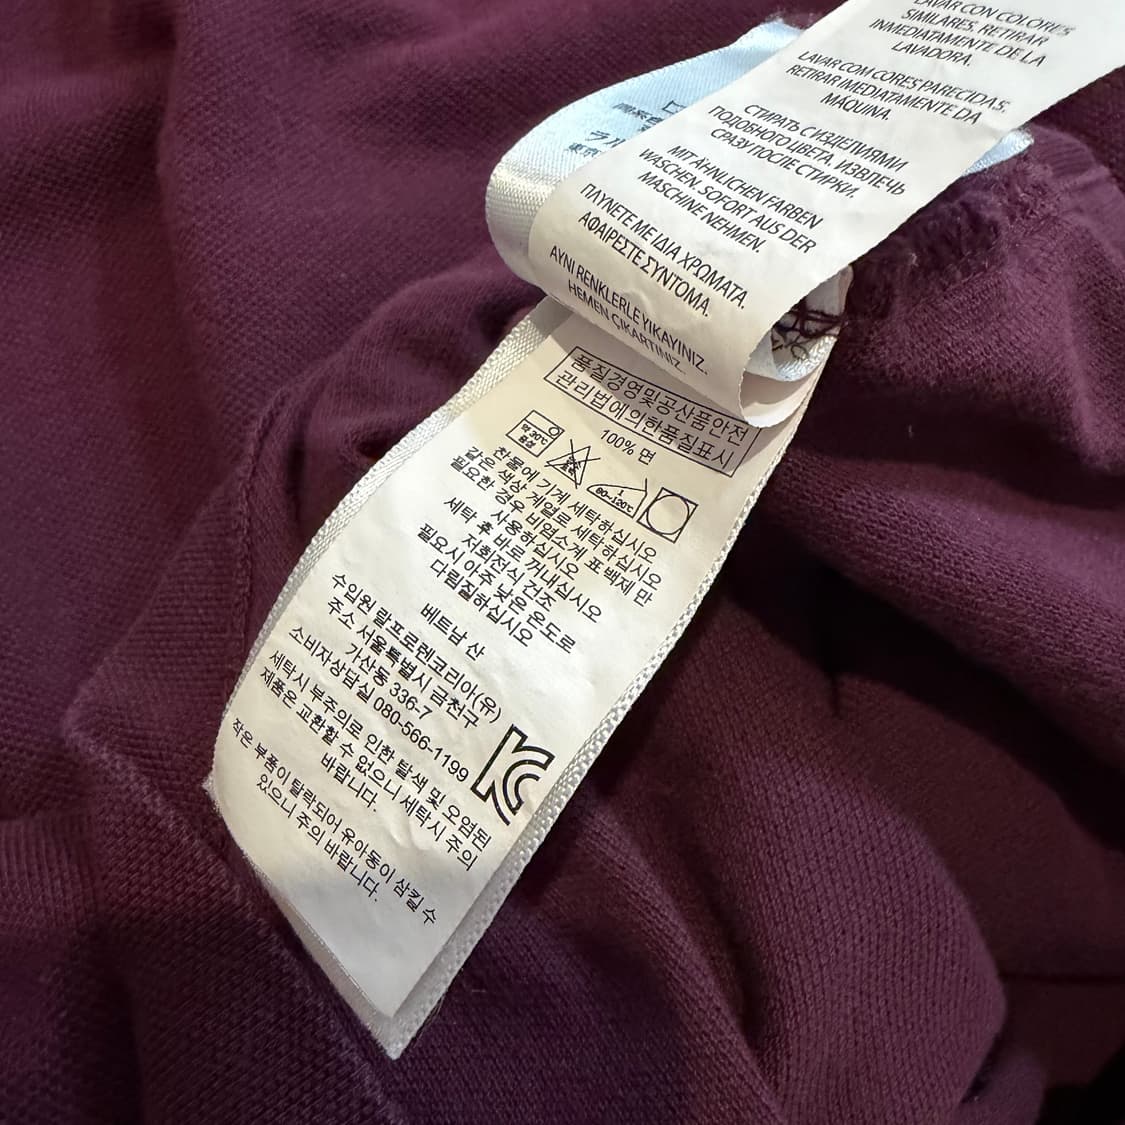 LAVAR CON COLORES
SIMILARES. RETIRAR
INMEDIATAMENTE DE LA
LAVADORA.
LAVAR COM CORES PARECIDAS.
RETIRAR IMEDIATAMENTE DA
MAQUINA.
СТИРАТЬ С ИЗДЕЛИЯМИ
ПОДОБНОГО ЦВЕТА. ИЗВЛЕЧЬ
СРАЗУ ПОСЛЕ СТИРКИ.
MIT ÄHNLICHEN FARBEN
WASCHEN. SOFORT AUS DER
MASCHINE NEHMEN.
ΠΛΥΝΕΤΕ ΜΕ ΙΔΙΑ ΧΡΩΜΑΤΑ.
ΑΦΑΙΡΕΣΤΕ ΣΥΝΤΟΜΑ.
AYNI RENKLERLE YIKAYINIZ.
HEMEN ÇIKARTINIZ.
품질경영및공산품안전
관리법에의한품질표시
100% 면
약 30℃
중성
80~120℃
찬물에 기계 세탁하십시오
같은 색상 계열로 세탁하십시오
필요한 경우 비염소계 표백제 만
사용하십시오
세탁 후 바로 꺼내십시오
저회전식 건조
필요시 아주 낮은 온도로
다림질하십시오
베트남 산
수입원 랄프로렌코리아(유)
주소 서울특별시 금천구
가산동 336-7
소비자상담실 080-566-1199
세탁시 부주의로 인한 탈색 및 오염된
제품은 교환할 수 없으니 세탁시 주의
바랍니다.
작은 부품이 탈락되어 유아동이 삼킬 수
있으니 주의 바랍니다.